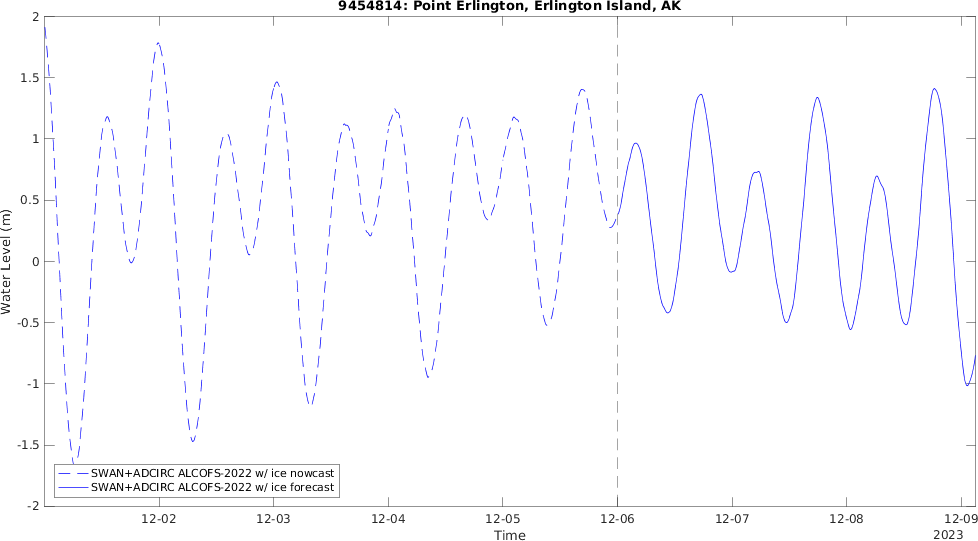 9454814: Point Erlington, Erlington Island, AK
2
1.5
1
0.5
0
-0.5
-1
-1.5
-2
Water Level (m)
SWAN+ADCIRC ALCOFS-2022 w/ ice nowcast
SWAN+ADCIRC ALCOFS-2022 w/ ice forecast
12-02 12-03 12-04 12-05 12-06 12-07 12-08 12-09
Time
2023